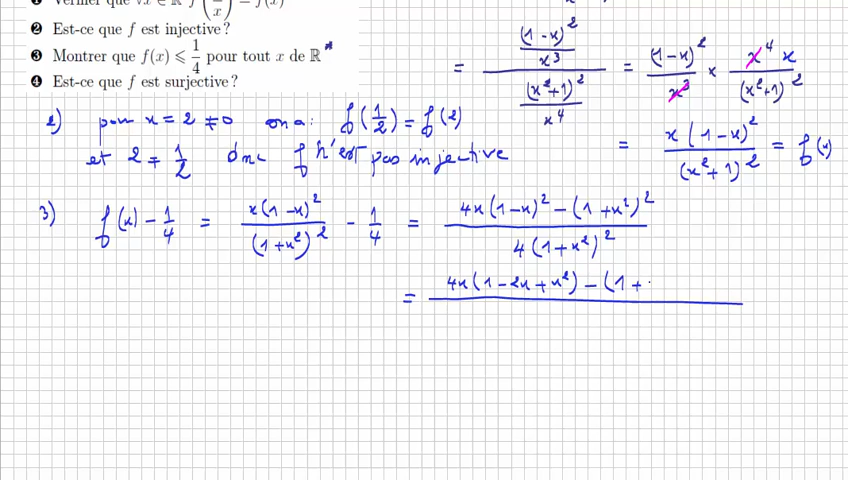 Vérifier que ∀x ∈ ℝ* f(1/x) = f(x)
❷ Est-ce que f est injective ?
❸ Montrer que f(x) ⩽ 1/4 pour tout x de ℝ*
❹ Est-ce que f est surjective ?
= ((1-x)²/x³)/((x²+1)²/x⁴) = (1-x)²/x³ × x⁴x/(x²+1)²
= x(1-x)²/(x²+1)² = f(x)
2) pour x = 2 ≠ 0 on a : f(1/2) = f(2)
et 2 ≠ 1/2 donc f n'est pas injective
3) f(x) - 1/4 = x(1-x)²/(1+x²)² - 1/4 = (4x(1-x)² - (1+x²)²)/(4(1+x²)²)
= 4x(1-2x+x²) - (1+